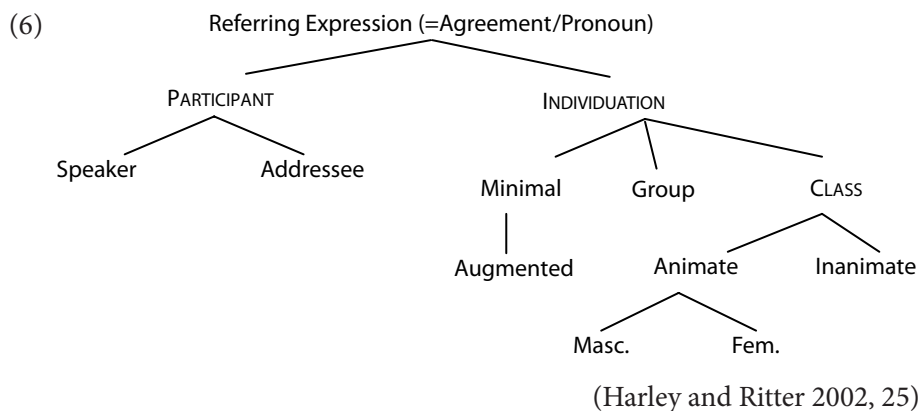 (6) Referring Expression (=Agreement/Pronoun)
PARTICIPANT INDIVIDUATION
Speaker Addressee
Minimal Group CLASS
Augmented Animate Inanimate
Masc. Fem.
(Harley and Ritter 2002, 25)